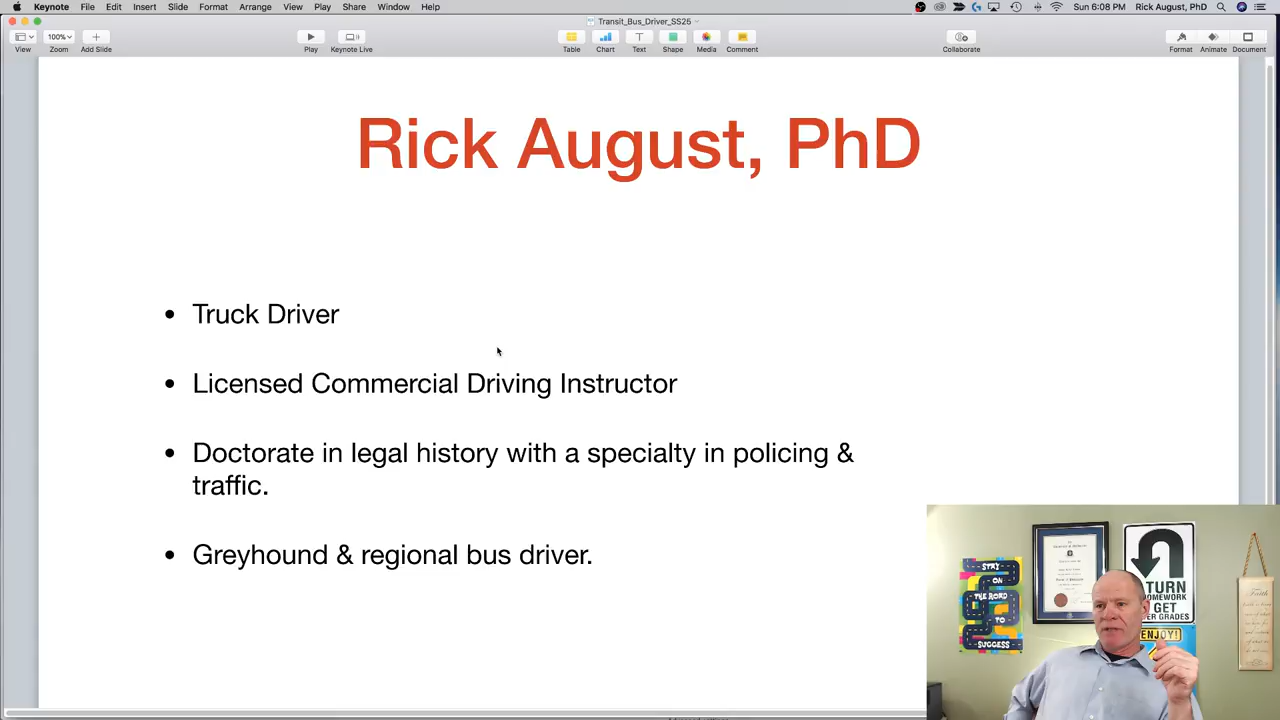 Keynote File Edit Insert Slide Format Arrange View Play Share Window Help
Sun 6:08 PM Rick August, PhD
Transit_Bus_Driver_SS25
100%
View Zoom Add Slide Play Keynote Live Table Chart Text Shape Media Comment Collaborate Format Animate Document
Rick August, PhD
• Truck Driver
• Licensed Commercial Driving Instructor
• Doctorate in legal history with a specialty in policing &
traffic.
• Greyhound & regional bus driver.
STAY
ON
THE ROAD
TO
SUCCESS
TURN
HOMEWORK
GET
GRADES
ENJOY!
Faith